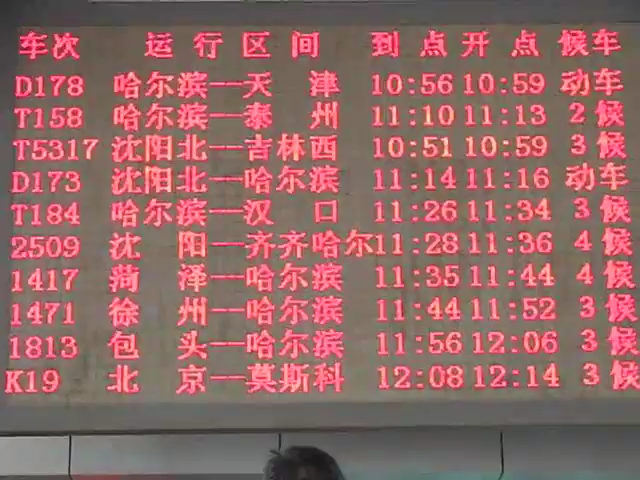 车次 运行区间 到点 开点 候车
D178 哈尔滨—天津 10:56 10:59 动车
T158 哈尔滨—泰州 11:10 11:13 2候
T5317 沈阳北—吉林西 10:51 10:59 3候
D173 沈阳北—哈尔滨 11:14 11:16 动车
T184 哈尔滨—汉口 11:26 11:34 3候
2509 沈阳—齐齐哈尔 11:28 11:36 4候
1417 菏泽—哈尔滨 11:35 11:44 4候
1471 徐州—哈尔滨 11:44 11:52 3候
1813 包头—哈尔滨 11:56 12:06 3候
K19 北京—莫斯科 12:08 12:14 3候